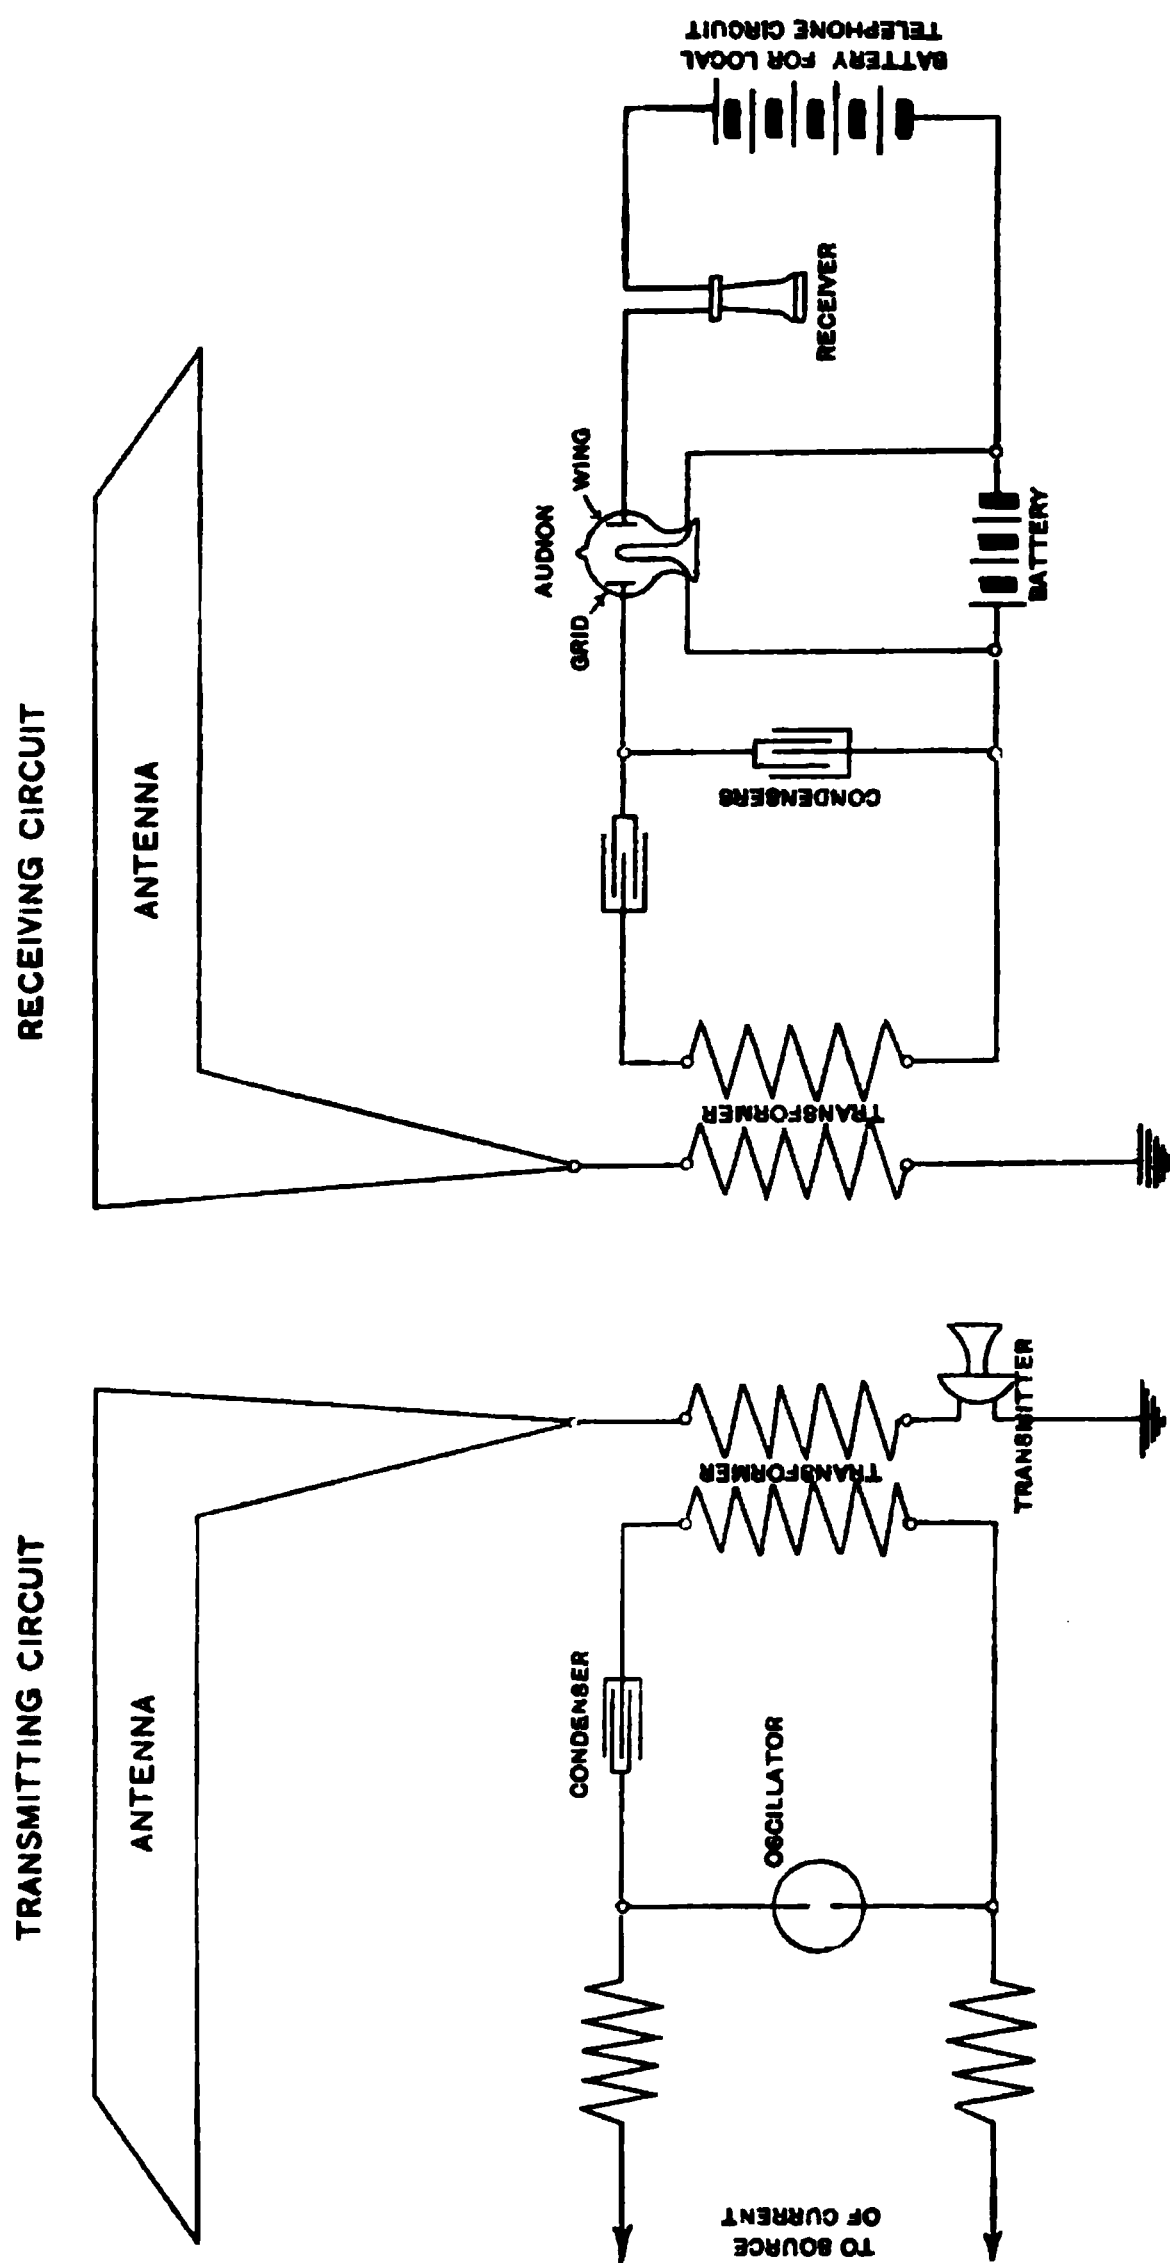 TRANSMITTING CIRCUIT
ANTENNA
CONDENSER
OSCILLATOR
TRANSFORMER
TRANSMITTER
TO SOURCE
OF CURRENT
RECEIVING CIRCUIT
ANTENNA
TRANSFORMER
CONDENSERS
AUDION
GRID
WING
BATTERY
RECEIVER
BATTERY FOR LOCAL
TELEPHONE CIRCUIT